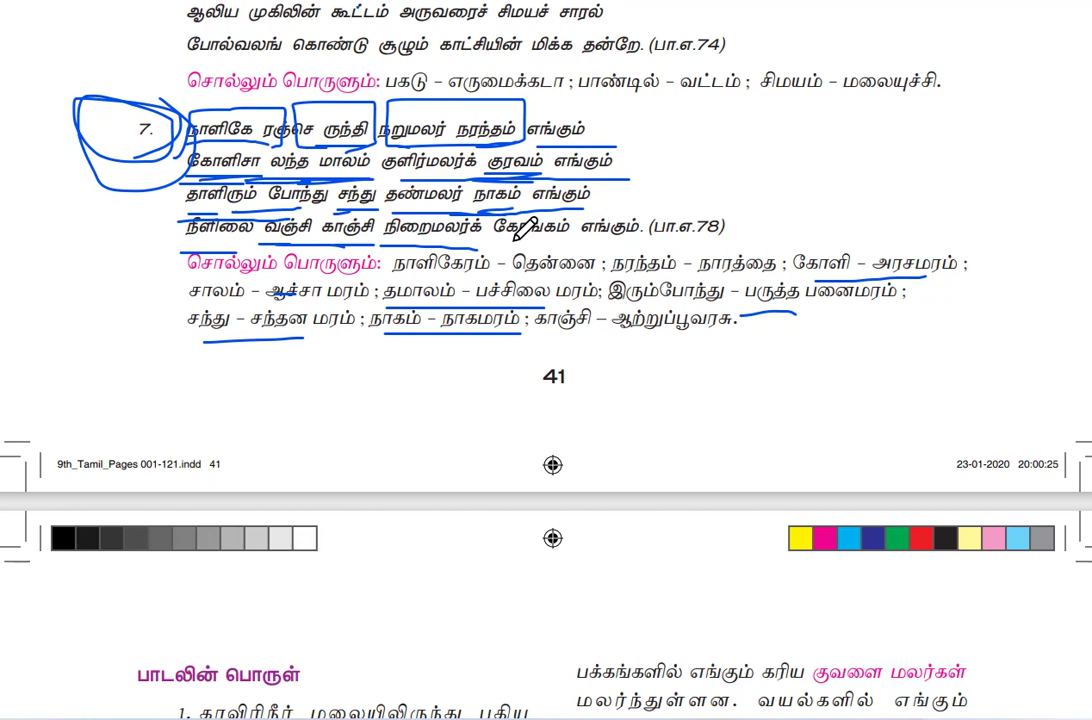 ஆலிய முகிலின் கூட்டம் அருவரைச் சிமயச் சாரல்
போல்வலங் கொண்டு சூழும் காட்சியின் மிக்க தன்றே. (பா.எ.74)
சொல்லும் பொருளும்: பகடு – எருமைக்கடா ; பாண்டில் – வட்டம் ; சிமயம் – மலையுச்சி.
7. நாளிகே ரஞ்செ ருந்தி நறுமலர் நரந்தம் எங்கும்
கோளிசா லந்த மாலம் குளிர்மலர்க் குரவம் எங்கும்
தாளிரும் போந்து சந்து தண்மலர் நாகம் எங்கும்
நீளிலை வஞ்சி காஞ்சி நிறைமலர்க் கோங்கம் எங்கும். (பா.எ.78)
சொல்லும் பொருளும்: நாளிகேரம் – தென்னை ; நரந்தம் – நாரத்தை ; கோளி – அரசமரம் ;
சாலம் – ஆச்சா மரம் ; தமாலம் – பச்சிலை மரம்; இரும்போந்து – பருத்த பனைமரம் ;
சந்து – சந்தன மரம் ; நாகம் – நாகமரம் ; காஞ்சி – ஆற்றுப்பூவரசு.
41
9th_Tamil_Pages 001-121.indd 41
23-01-2020 20:00:25
பாடலின் பொருள்
1. காவிரிநீர் மலையிலிருந்து புதிய
பக்கங்களில் எங்கும் கரிய குவளை மலர்கள்
மலர்ந்துள்ளன. வயல்களில் எங்கும்